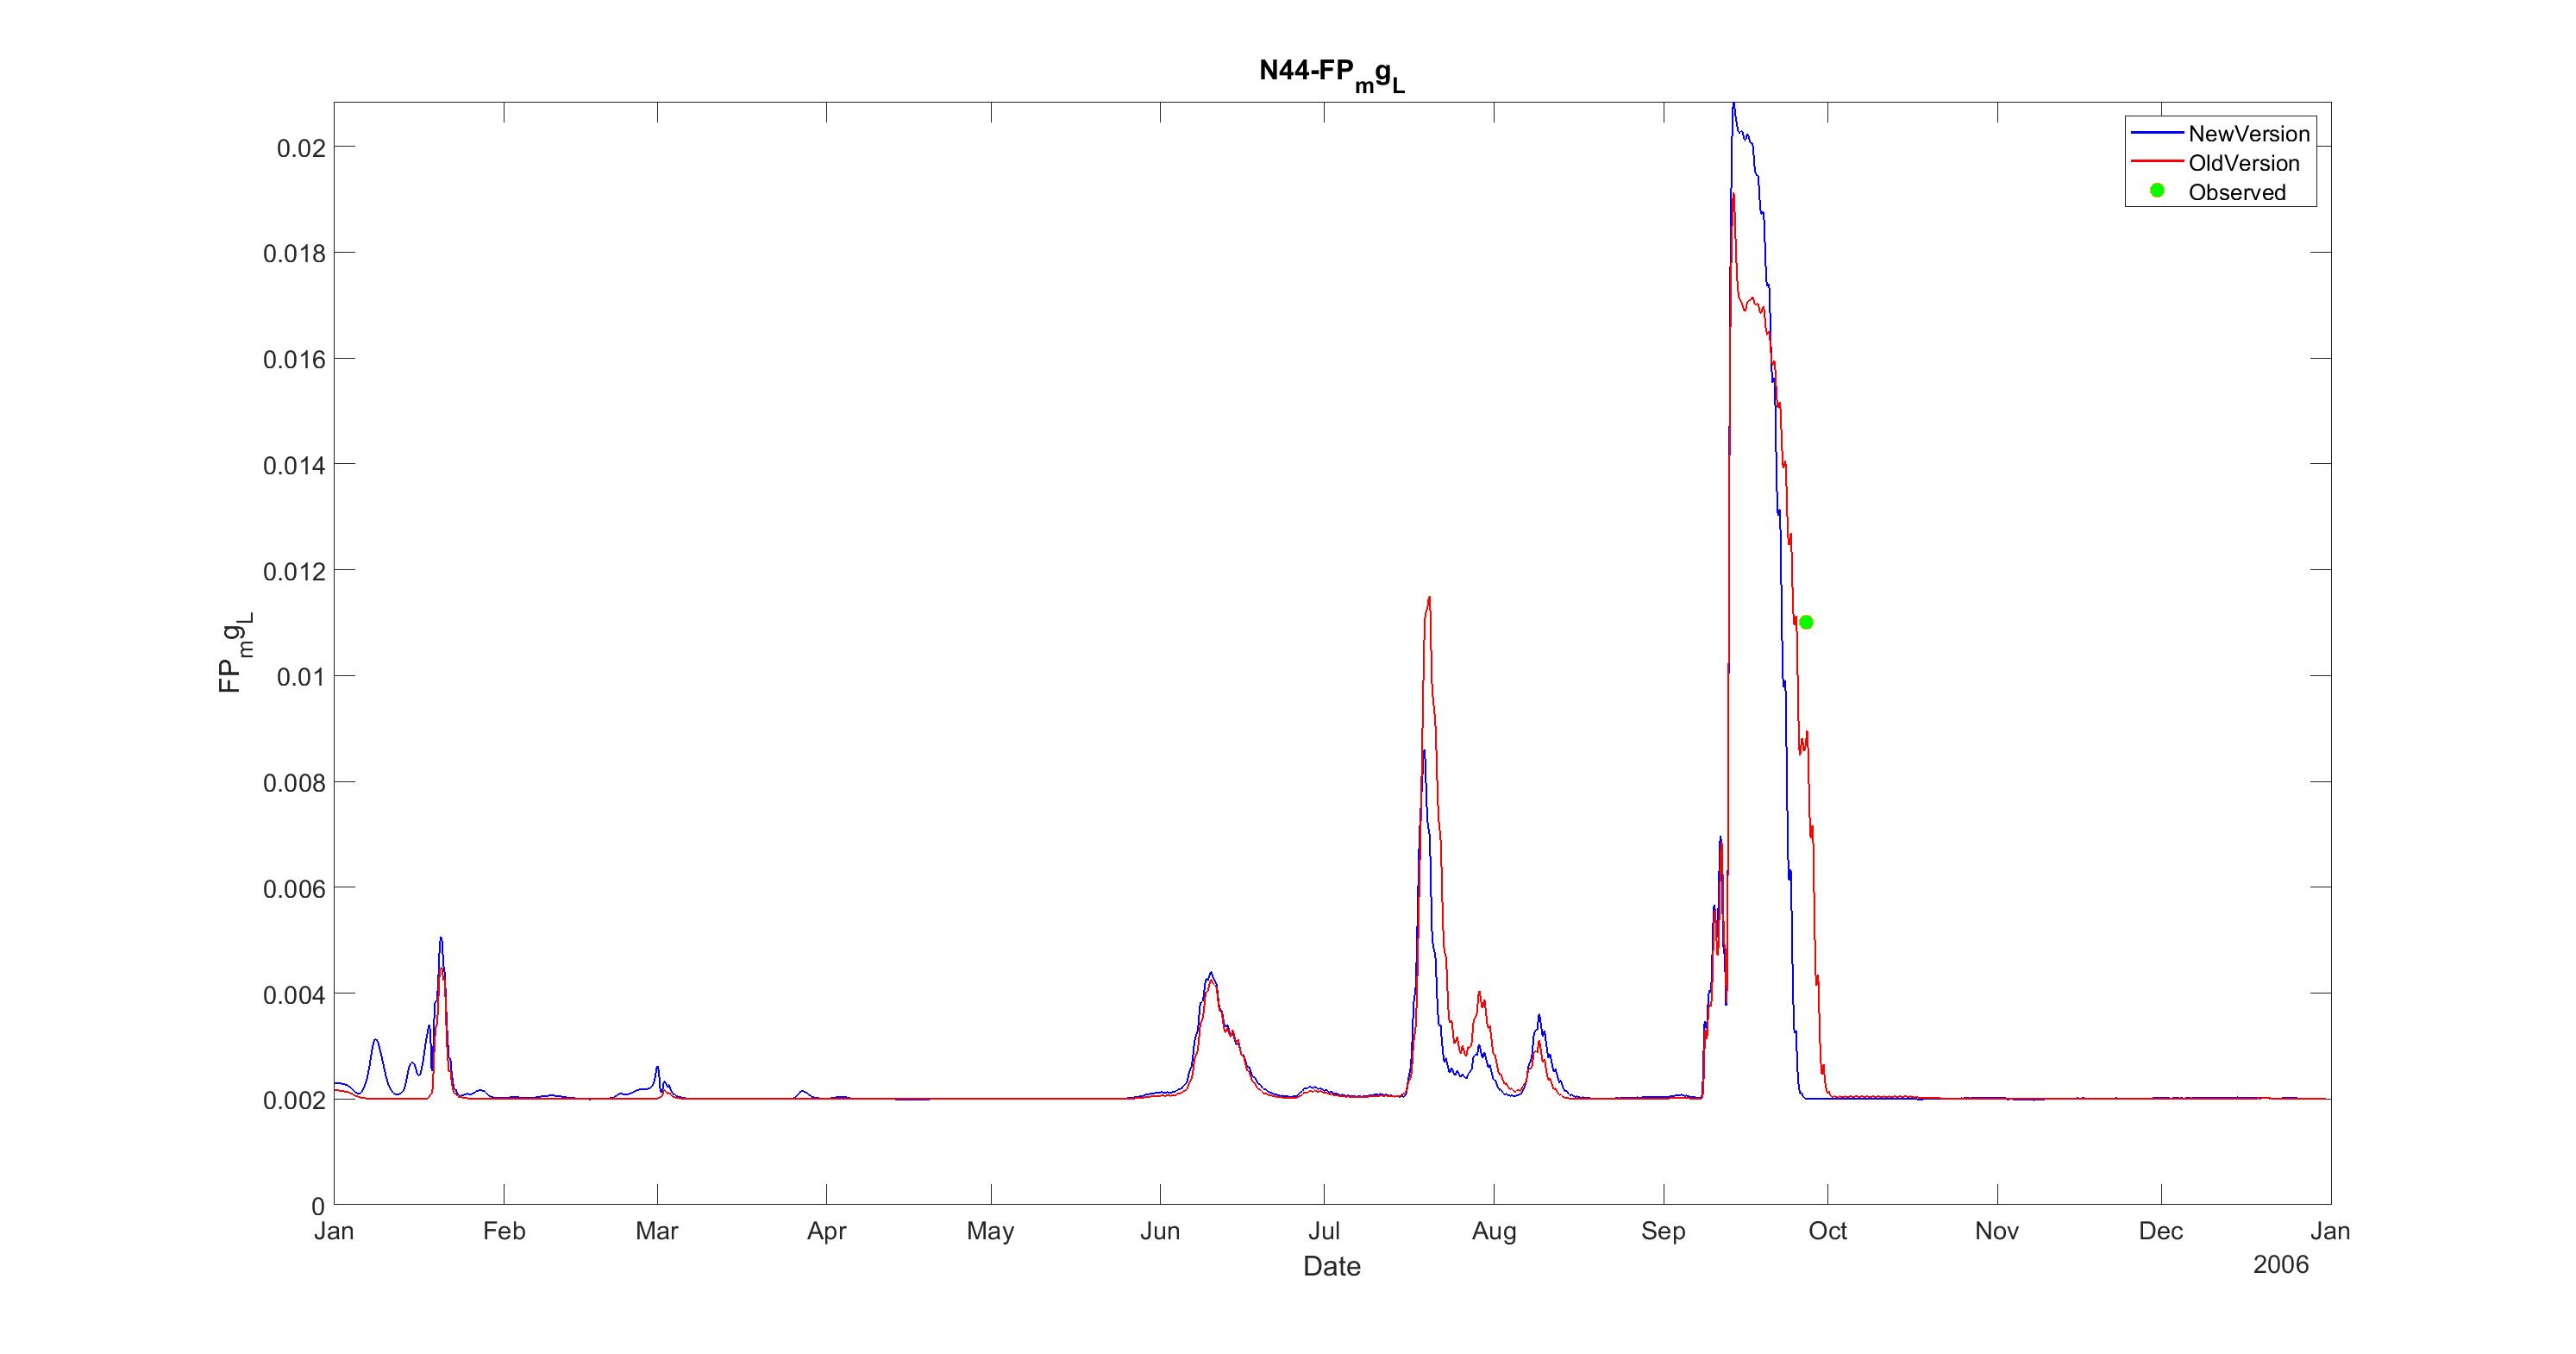 N44-FPmgL
NewVersion
OldVersion
Observed
0.02
0.018
0.016
0.014
0.012
0.01
0.008
0.006
0.004
0.002
0
FPmgL
Jan Feb Mar Apr May Jun Jul Aug Sep Oct Nov Dec Jan
Date
2006